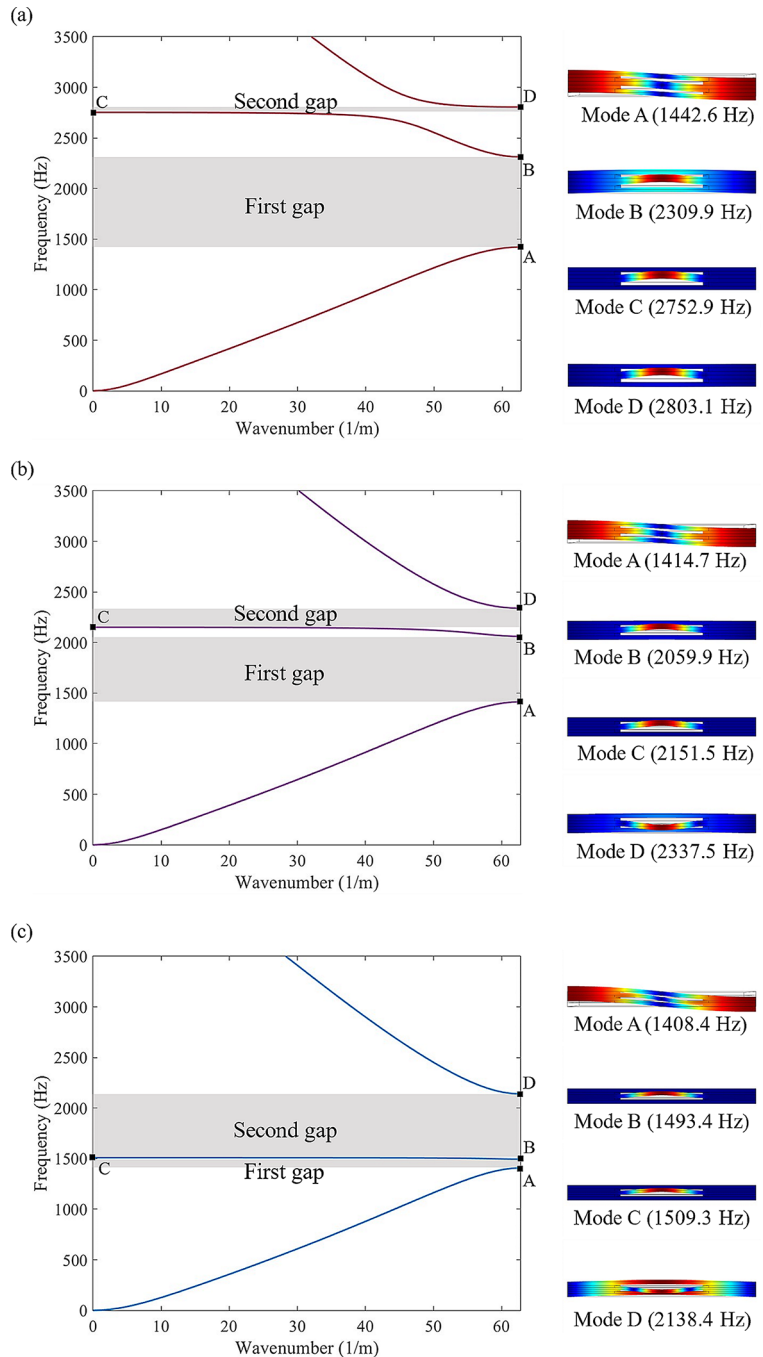 (a)
3500
3000
2500
2000
1500
1000
500
0
Frequency (Hz)
C
Second gap
D
B
First gap
A
0 10 20 30 40 50 60
Wavenumber (1/m)
Mode A (1442.6 Hz)
Mode B (2309.9 Hz)
Mode C (2752.9 Hz)
Mode D (2803.1 Hz)
(b)
3500
3000
2500
2000
1500
1000
500
0
Frequency (Hz)
C
Second gap
D
B
First gap
A
0 10 20 30 40 50 60
Wavenumber (1/m)
Mode A (1414.7 Hz)
Mode B (2059.9 Hz)
Mode C (2151.5 Hz)
Mode D (2337.5 Hz)
(c)
3500
3000
2500
2000
1500
1000
500
0
Frequency (Hz)
D
Second gap
B
C
First gap
A
0 10 20 30 40 50 60
Wavenumber (1/m)
Mode A (1408.4 Hz)
Mode B (1493.4 Hz)
Mode C (1509.3 Hz)
Mode D (2138.4 Hz)